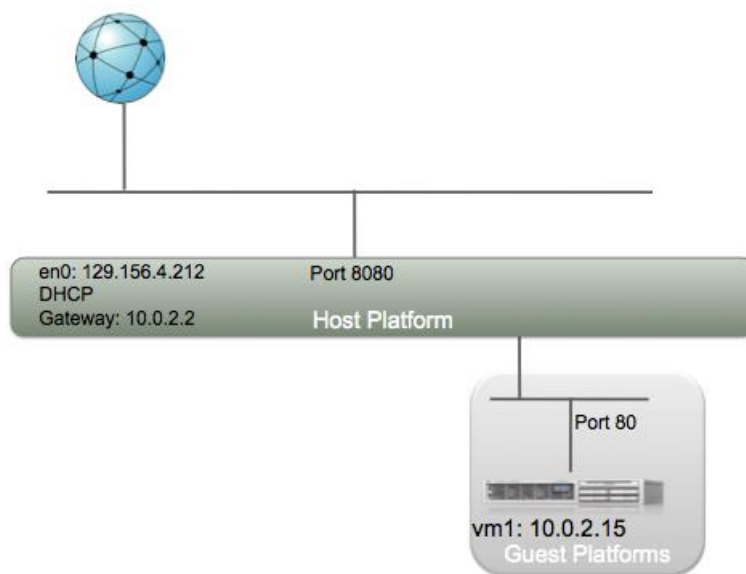 en0: 129.156.4.212
Port 8080
DHCP
Gateway: 10.0.2.2
Host Platform
Port 80
vm1: 10.0.2.15
Guest Platforms